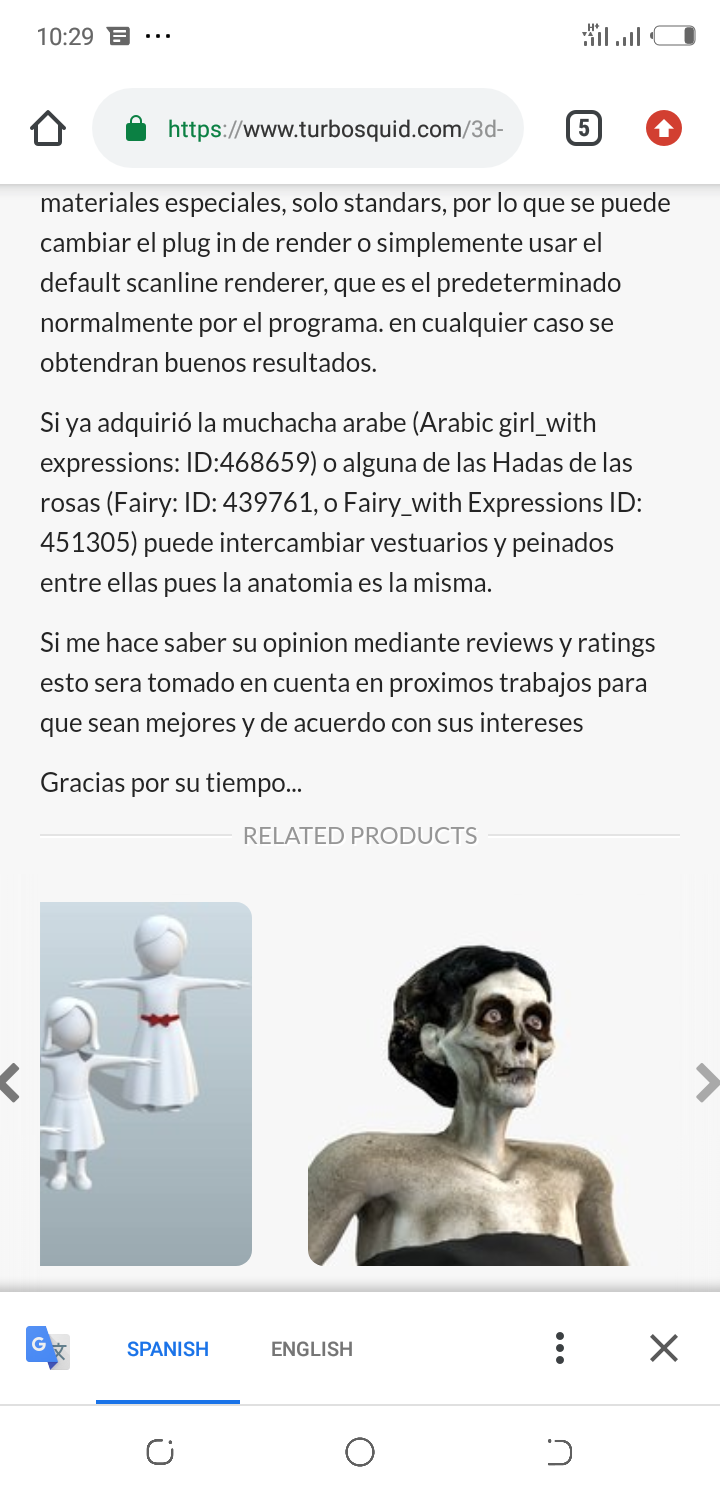 10:29
H+
https://www.turbosquid.com/3d-
5
materiales especiales, solo standars, por lo que se puede
cambiar el plug in de render o simplemente usar el
default scanline renderer, que es el predeterminado
normalmente por el programa. en cualquier caso se
obtendran buenos resultados.
Si ya adquirió la muchacha arabe (Arabic girl_with
expressions: ID:468659) o alguna de las Hadas de las
rosas (Fairy: ID: 439761, o Fairy_with Expressions ID:
451305) puede intercambiar vestuarios y peinados
entre ellas pues la anatomia es la misma.
Si me hace saber su opinion mediante reviews y ratings
esto sera tomado en cuenta en proximos trabajos para
que sean mejores y de acuerdo con sus intereses
Gracias por su tiempo...
RELATED PRODUCTS
G 文
SPANISH
ENGLISH